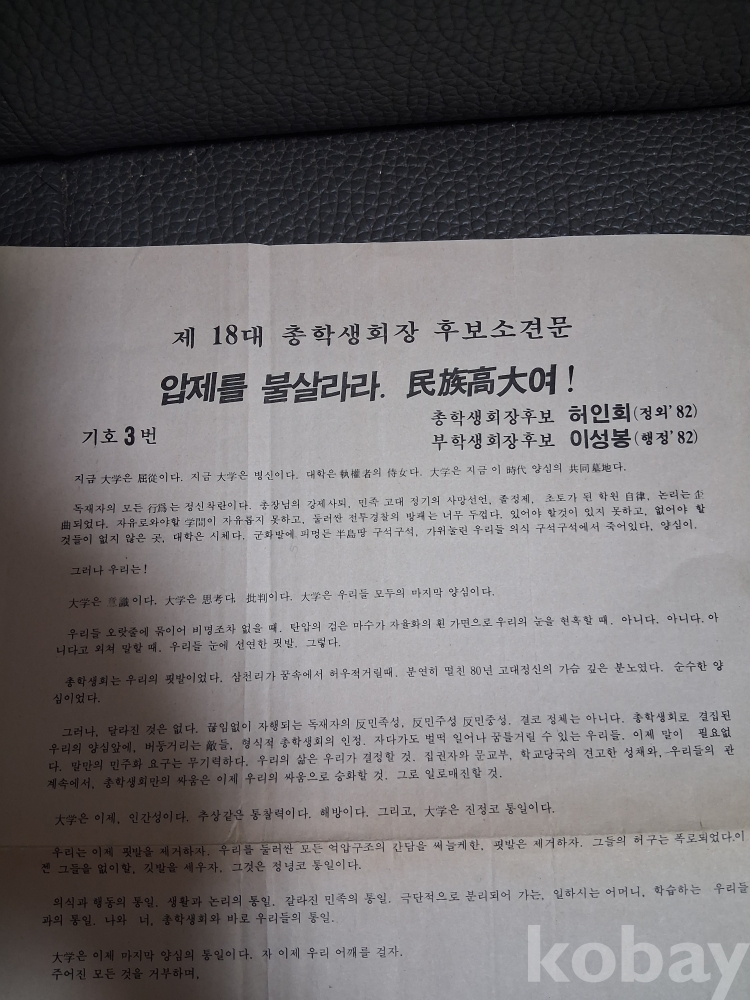 제 18대 총학생회장 후보소견문
압제를 불살라라. 民族高大여!
기호 3번
총학생회장후보 허인회(정외'82)
부학생회장후보 이성봉(행정'82)
지금 大学은 屈從이다. 지금 大学은 병신이다. 대학은 執權者의 侍女다. 大学은 지금 이 時代 양심의 共同墓地다.
독재자의 모든 行爲는 정신착란이다. 총장님의 강제사퇴, 민족 고대 정기의 사망선언, 졸정제, 초토가 된 학원 自律, 논리는 歪
曲되었다. 자유로와야할 学問이 자유롭지 못하고, 둘러싼 전투경찰의 방패는 너무 두껍다. 있어야 할것이 있지 못하고, 없어야 할
것들이 없지 않은 곳, 대학은 시체다. 군화발에 피멍든 半島땅 구석구석, 가위눌린 우리들 의식 구석구석에서 죽어있다, 양심이.
그러나 우리는!
大学은 意識이다. 大学은 思考다. 批判이다. 大学은 우리들 모두의 마지막 양심이다.
우리들 오랏줄에 묶이어 비명조차 없을 때. 탄압의 검은 마수가 자율화의 흰 가면으로 우리의 눈을 현혹할 때. 아니다. 아니다. 아
니다고 외쳐 말할 때, 우리들 눈에 선연한 핏발. 그렇다.
총학생회는 우리의 핏발이었다. 삼천리가 꿈속에서 허우적거릴때. 분연히 떨친 80년 고대정신의 가슴 깊은 분노였다. 순수한 양
심이었다.
그러나, 달라진 것은 없다. 끊임없이 자행되는 독재자의 反民族성, 反民主성 反民衆성. 결코 정체는 아니다. 총학생회로 결집된
우리의 양심앞에, 버둥거리는 敵들, 형식적 총학생회의 인정. 자다가도 벌떡 일어나 꿈틀거릴 수 있는 우리들. 이제 말이 필요없
다. 말만의 민주화 요구는 무기력하다. 우리의 삶은 우리가 결정할 것. 집권자와 문교부, 학교당국의 견고한 성채와, 우리들의 관
계속에서, 총학생회만의 싸움은 이제 우리의 싸움으로 승화할 것. 그로 일로매진할 것.
大学은 이제, 인간성이다. 추상같은 통찰력이다. 해방이다. 그리고, 大学은 진정코 통일이다.
우리는 이제 핏발을 제거하자. 우리를 둘러싼 모든 억압구조의 간담을 써늘케한, 핏발은 제거하자. 그들의 허구는 폭로되었다.이
젠 그들을 없이할, 깃발을 세우자. 그것은 정녕코 통일이다.
의식과 행동의 통일. 생활과 논리의 통일. 갈라진 민족의 통일. 극단적으로 분리되어 가는, 일하시는 어머니, 학습하는 우리들
과의 통일. 나와 너, 총학생회와 바로 우리들의 통일.
大学은 이제 마지막 양심의 통일이다. 자 이제 우리 어깨를 걸자.
주어진 모든 것을 거부하며,
kobay